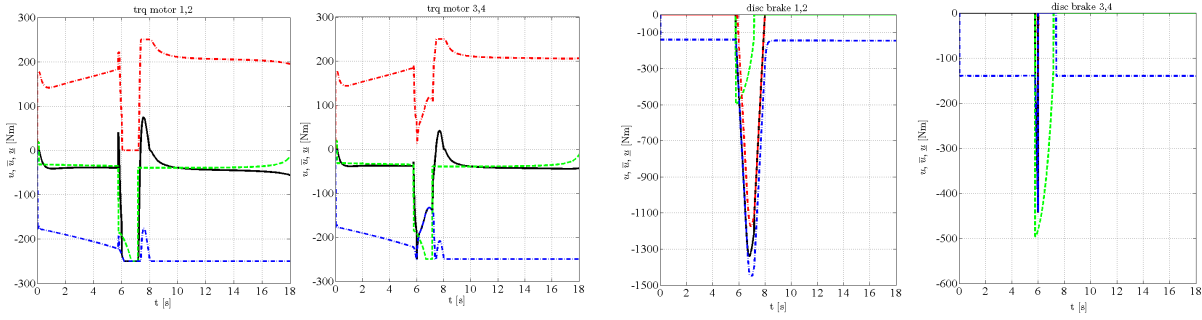 trq motor 1,2
300
200
100
0
-100
-200
-300
0 2 4 6 8 10 12 14 16 18
t [s]
u, u̅, u̲ [Nm]
trq motor 3,4
300
200
100
0
-100
-200
-300
0 2 4 6 8 10 12 14 16 18
t [s]
u, u̅, u̲ [Nm]
disc brake 1,2
0
-100
-300
-500
-700
-900
-1100
-1300
-1500
0 2 4 6 8 10 12 14 16 18
t [s]
u, u̅, u̲ [Nm]
disc brake 3,4
0
-100
-200
-300
-400
-500
-600
0 2 4 6 8 10 12 14 16 18
t [s]
u, u̅, u̲ [Nm]